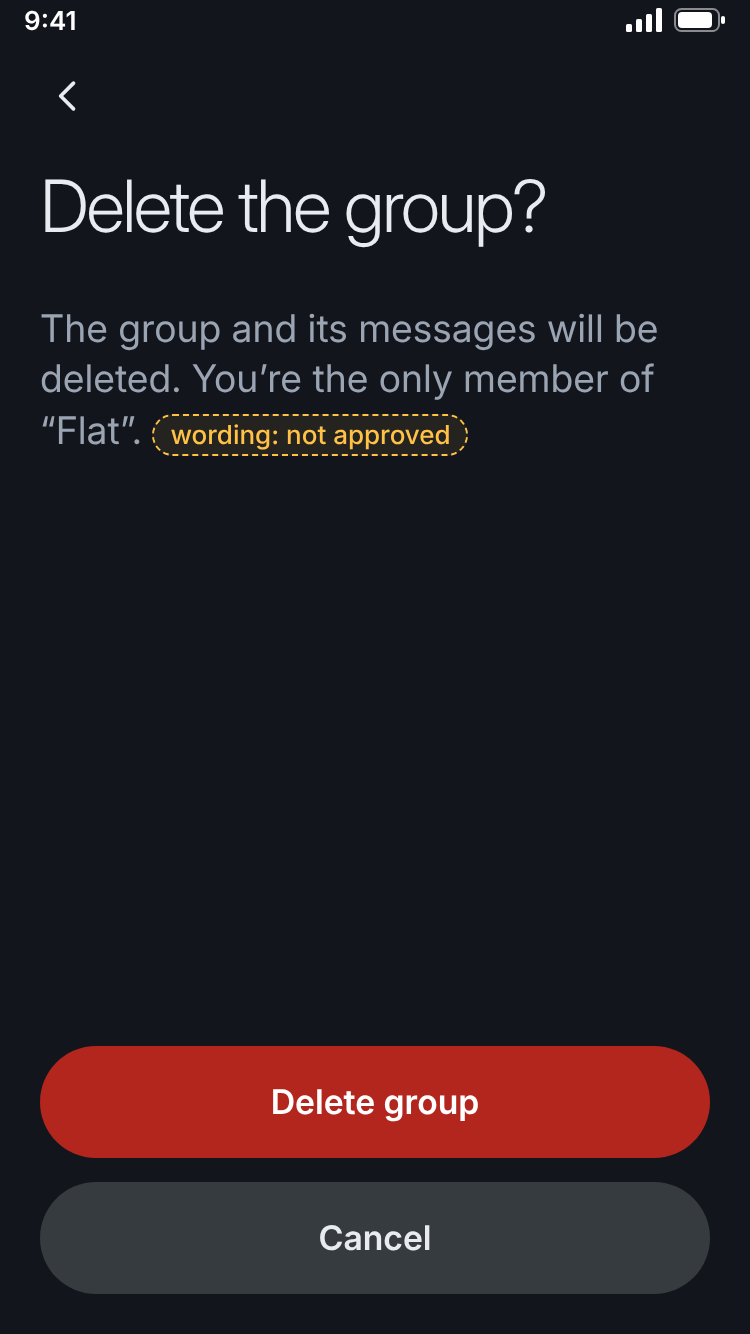 9:41
Delete the group?
The group and its messages will be
deleted. You’re the only member of
“Flat”. wording: not approved
Delete group
Cancel